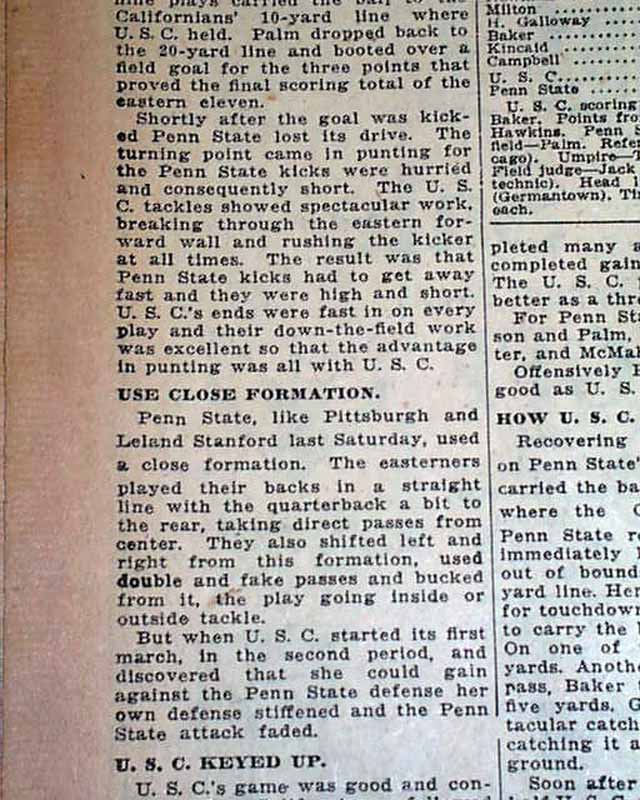 nine plays carried the ball to the
Californians' 10-yard line where
U. S. C. held. Palm dropped back to
the 20-yard line and booted over a
field goal for the three points that
proved the final scoring total of the
eastern eleven.
Shortly after the goal was kick-
ed Penn State lost its drive. The
turning point came in punting for
the Penn State kicks were hurried
and consequently short. The U. S.
C. tackles showed spectacular work,
breaking through the eastern for-
ward wall and rushing the kicker
at all times. The result was that
Penn State kicks had to get away
fast and they were high and short.
U. S. C.'s ends were fast in on every
play and their down-the-field work
was excellent so that the advantage
in punting was all with U. S. C.
USE CLOSE FORMATION.
Penn State, like Pittsburgh and
Leland Stanford last Saturday, used
a close formation. The easterners
played their backs in a straight
line with the quarterback a bit to
the rear, taking direct passes from
center. They also shifted left and
right from this formation, used
double and fake passes and bucked
from it, the play going inside or
outside tackle.
But when U. S. C. started its first
march, in the second period, and
discovered that she could gain
against the Penn State defense her
own defense stiffened and the Penn
State attack faded.
U. S. C. KEYED UP.
U. S. C.'s game was good and con-
Milton
H. Galloway
Baker
Kincaid
Campbell
U. S. C.
Penn State
U. S. C. scoring
Baker. Points fro
Hawkins. Penn S
field—Palm. Refer
cago). Umpire—T
Field judge—Jack
technic). Head l
(Germantown). Ti
each.
pleted many a
completed gain
The U. S. C.
better as a thr
For Penn Sta
son and Palm,
ter, and McMah
Offensively
good as U. S.
HOW U. S. C.
Recovering
on Penn State'
carried the ba
where the C
Penn State r
immediately
out of bound
yard line. Her
for touchdown
to carry the
On one of
yards. Anothe
pass, Baker
five yards. G
tacular catch
catching it a
ground.
Soon after